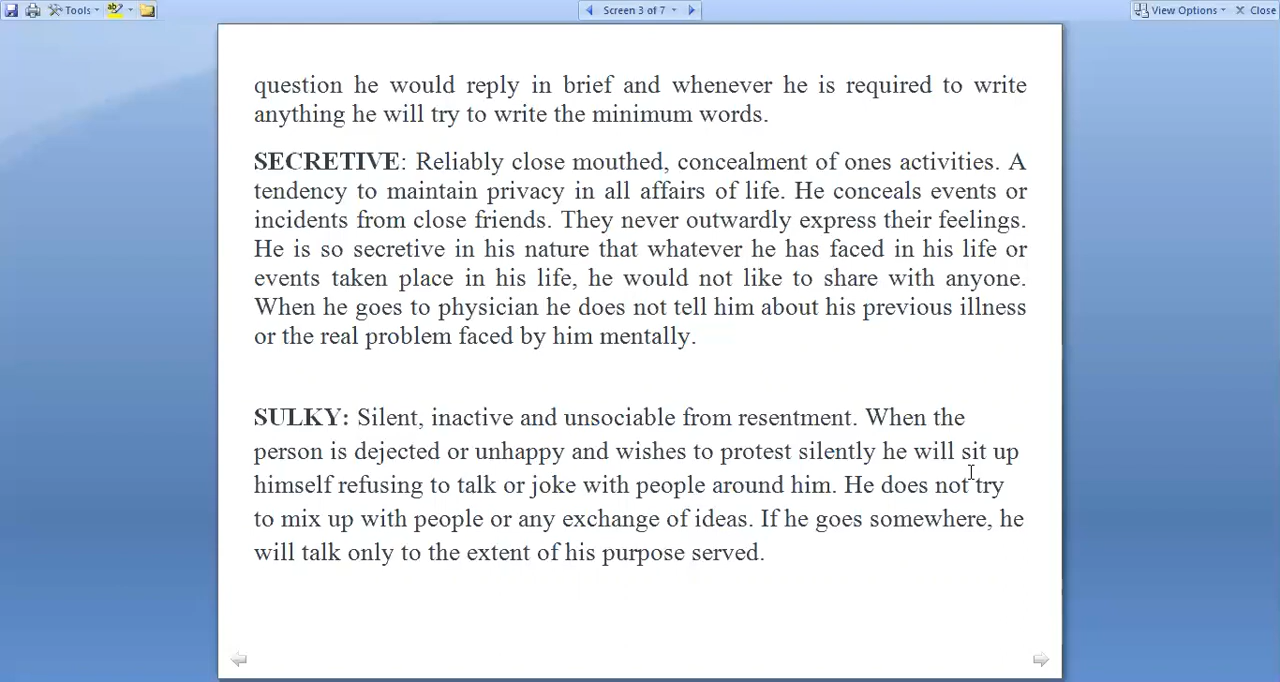 Tools
Screen 3 of 7
View Options
Close
question he would reply in brief and whenever he is required to write
anything he will try to write the minimum words.
SECRETIVE: Reliably close mouthed, concealment of ones activities. A
tendency to maintain privacy in all affairs of life. He conceals events or
incidents from close friends. They never outwardly express their feelings.
He is so secretive in his nature that whatever he has faced in his life or
events taken place in his life, he would not like to share with anyone.
When he goes to physician he does not tell him about his previous illness
or the real problem faced by him mentally.
SULKY: Silent, inactive and unsociable from resentment. When the
person is dejected or unhappy and wishes to protest silently he will sit up
himself refusing to talk or joke with people around him. He does not try
to mix up with people or any exchange of ideas. If he goes somewhere, he
will talk only to the extent of his purpose served.